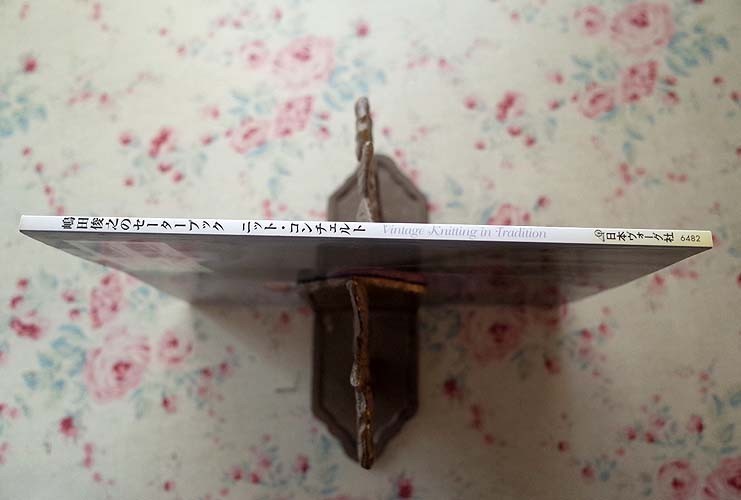 嶋田俊之のセーターブック ニット・コンチェルト Vintage Knitting in Tradition 日本ヴォーグ社 6482